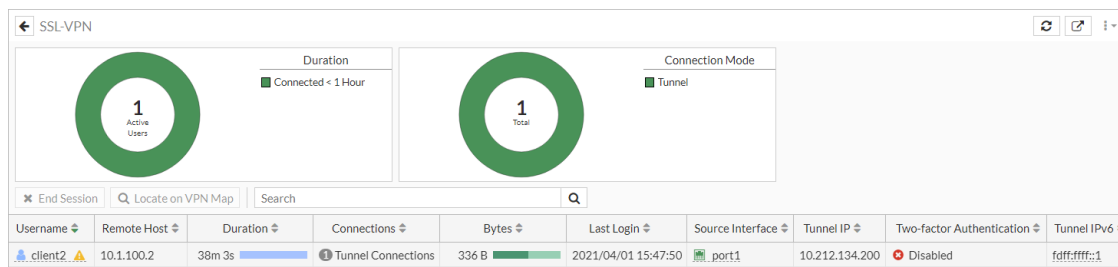 SSL-VPN
Duration
Connected < 1 Hour
1
Active
Users
Connection Mode
Tunnel
1
Total
End Session
Locate on VPN Map
Search
Username Remote Host Duration Connections Bytes Last Login Source Interface Tunnel IP Two-factor Authentication Tunnel IPv6
client2 10.1.100.2 38m 3s 1 Tunnel Connections 336 B 2021/04/01 15:47:50 port1 10.212.134.200 Disabled fdff:ffff::1